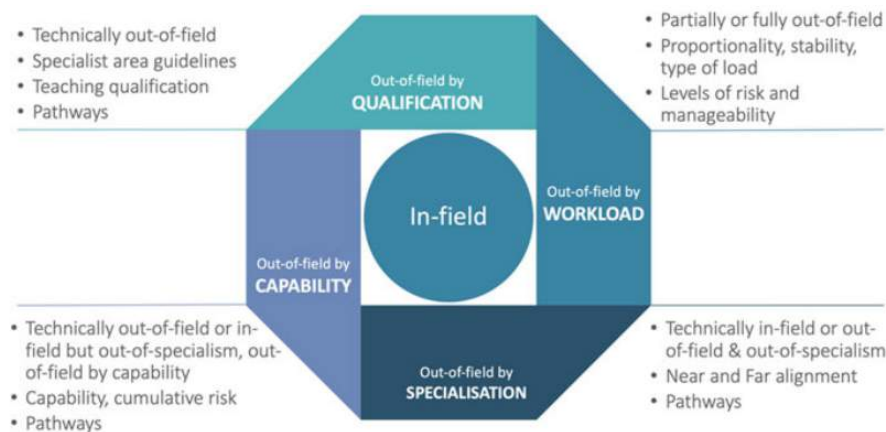 • Technically out-of-field
• Specialist area guidelines
• Teaching qualification
• Pathways
Out-of-field by
QUALIFICATION
• Partially or fully out-of-field
• Proportionality, stability,
type of load
• Levels of risk and
manageability
In-field
Out-of-field by
WORKLOAD
Out-of-field by
CAPABILITY
• Technically out-of-field or in-
field but out-of-specialism, out-
of-field by capability
• Capability, cumulative risk
• Pathways
Out-of-field by
SPECIALISATION
• Technically in-field or out-
of-field & out-of-specialism
• Near and Far alignment
• Pathways